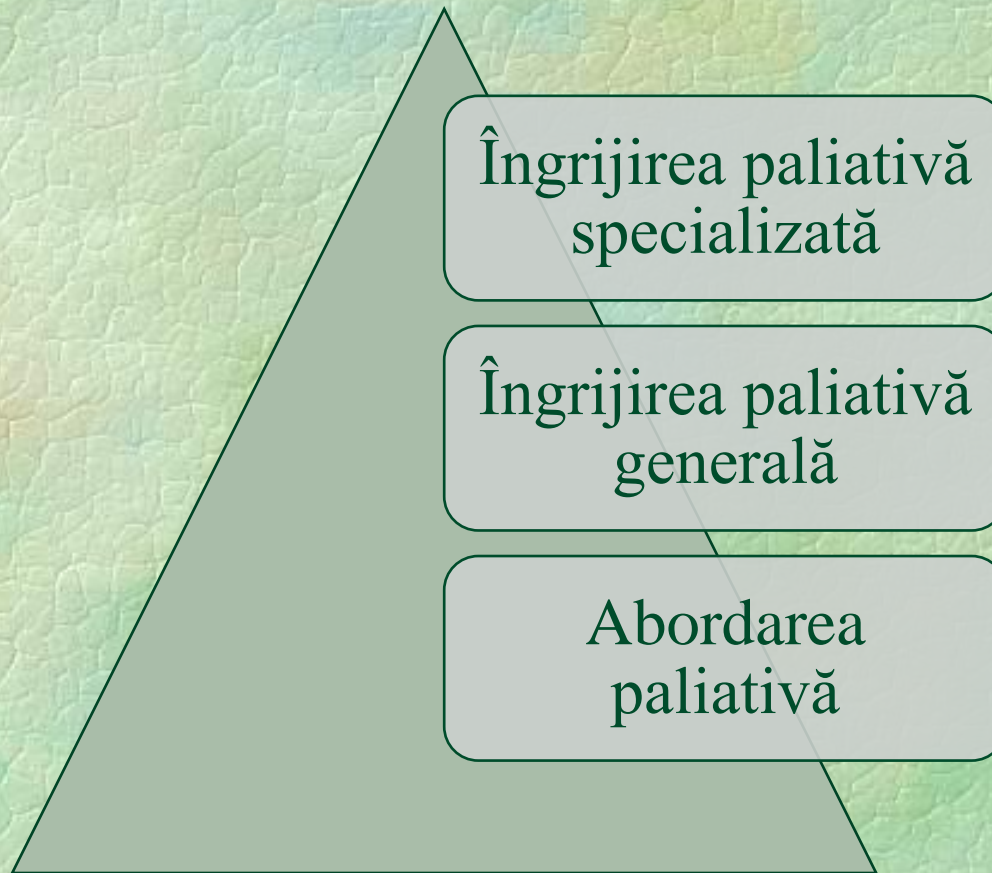 Îngrijirea paliativă
specializată
Îngrijirea paliativă
generală
Abordarea
paliativă